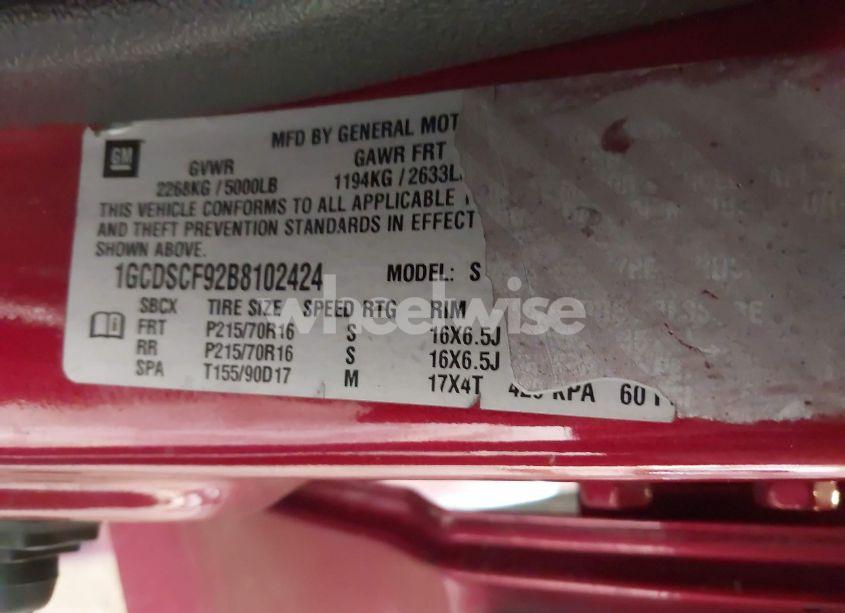 GM
MFD BY GENERAL MOT
GVWR GAWR FRT
2268KG / 5000LB 1194KG / 2633L
THIS VEHICLE CONFORMS TO ALL APPLICABLE
AND THEFT PREVENTION STANDARDS IN EFFECT
SHOWN ABOVE.
1GCDSCF92B8102424 MODEL: S
wheelwise
SBCX TIRE SIZE SPEED RTG RIM
FRT P215/70R16 S 16X6.5J
RR P215/70R16 S 16X6.5J
SPA T155/90D17 M 17X4T KPA 60